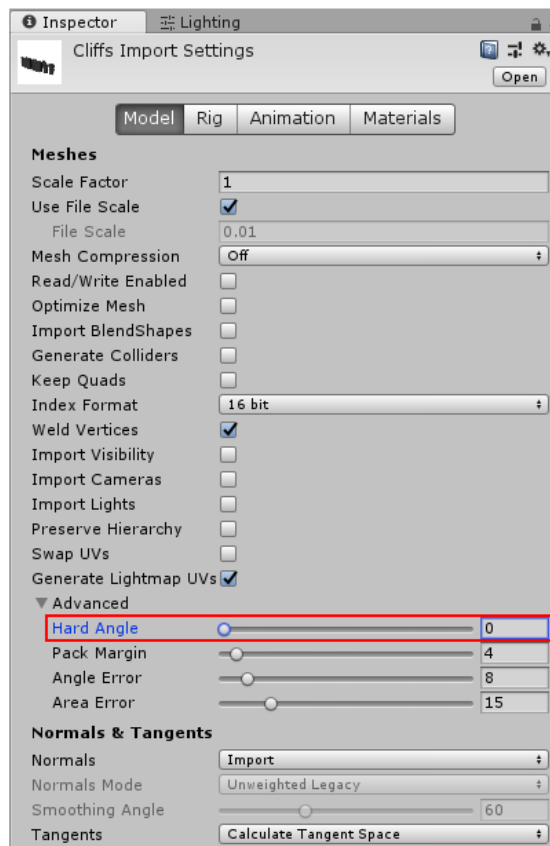 Inspector Lighting
Cliffs Import Settings
Open
Model Rig Animation Materials
Meshes
Scale Factor 1
Use File Scale
File Scale 0.01
Mesh Compression Off
Read/Write Enabled
Optimize Mesh
Import BlendShapes
Generate Colliders
Keep Quads
Index Format 16 bit
Weld Vertices
Import Visibility
Import Cameras
Import Lights
Preserve Hierarchy
Swap UVs
Generate Lightmap UVs
Advanced
Hard Angle 0
Pack Margin 4
Angle Error 8
Area Error 15
Normals & Tangents
Normals Import
Normals Mode Unweighted Legacy
Smoothing Angle 60
Tangents Calculate Tangent Space